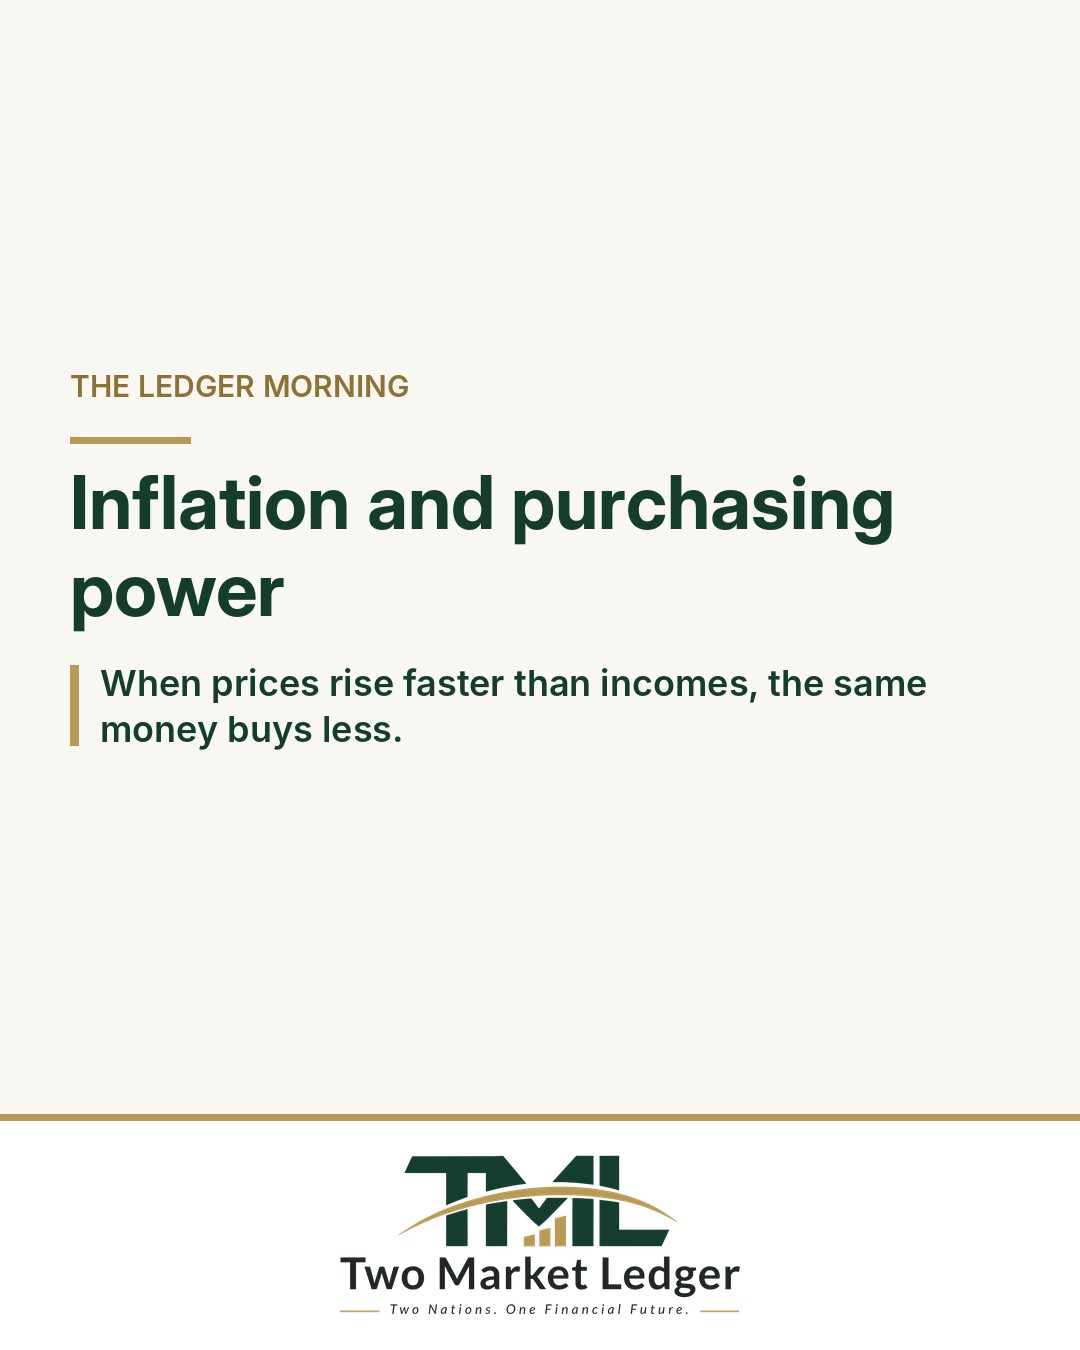 THE LEDGER MORNING
Inflation and purchasing
power
When prices rise faster than incomes, the same
money buys less.
TML
Two Market Ledger
Two Nations. One Financial Future.